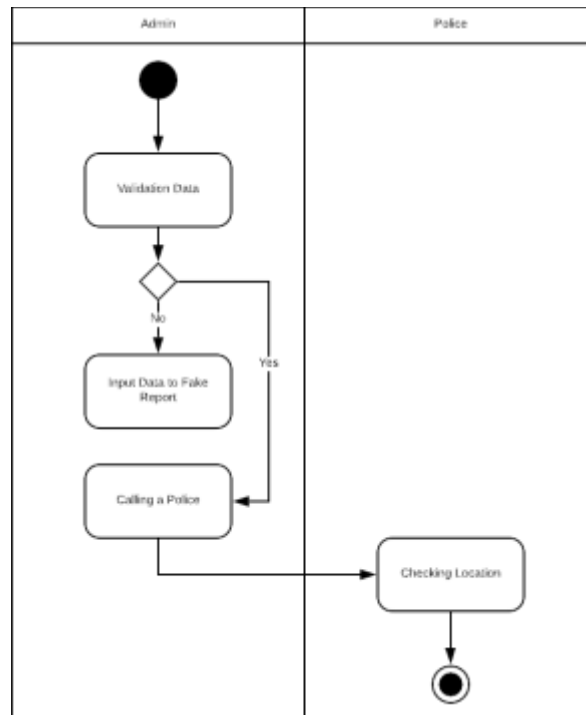 Admin
Police
Validation Data
No
Yes
Input Data to Fake
Report
Calling a Police
Checking Location